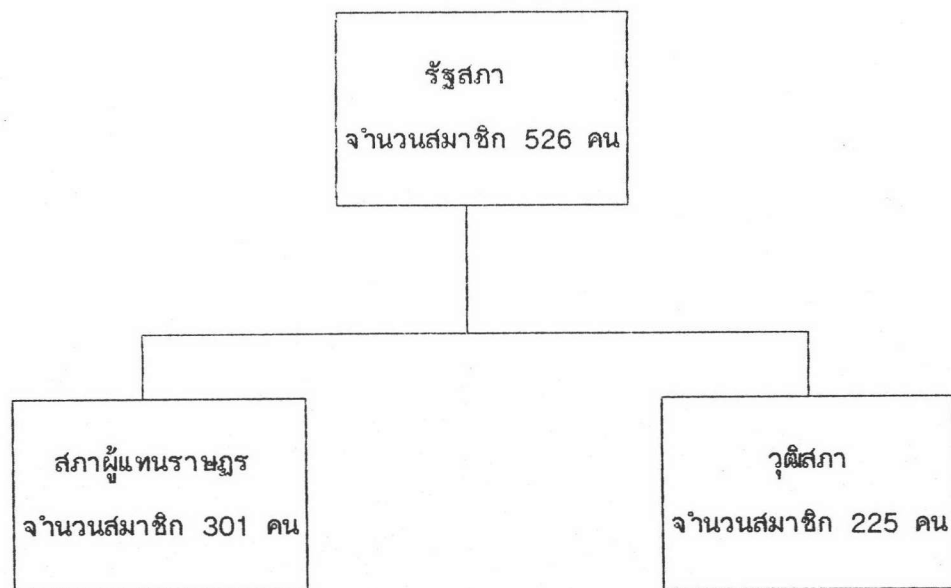 รัฐสภา
จำนวนสมาชิก 526 คน
สภาผู้แทนราษฎร
จำนวนสมาชิก 301 คน
วุฒิสภา
จำนวนสมาชิก 225 คน